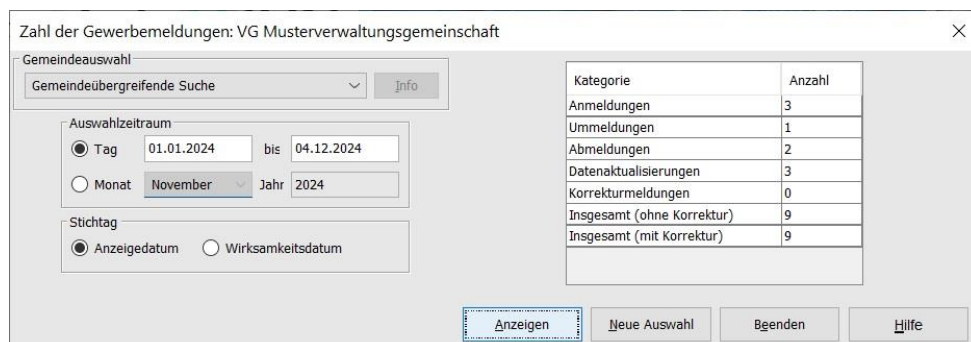 Zahl der Gewerbemeldungen: VG Musterverwaltungsgemeinschaft
Gemeindeauswahl
Gemeindeübergreifende Suche Info
Auswahlzeitraum
Tag 01.01.2024 bis 04.12.2024
Monat November Jahr 2024
Stichtag
Anzeigedatum Wirksamkeitsdatum
Kategorie Anzahl
Anmeldungen 3
Ummeldungen 1
Abmeldungen 2
Datenaktualisierungen 3
Korrekturmeldungen 0
Insgesamt (ohne Korrektur) 9
Insgesamt (mit Korrektur) 9
Anzeigen Neue Auswahl Beenden Hilfe